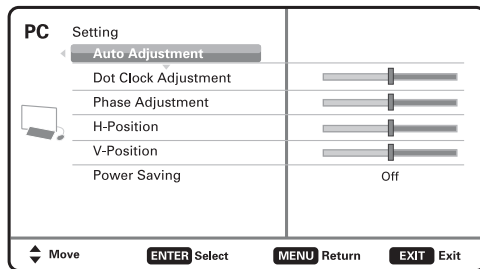 PC Setting
Auto Adjustment
Dot Clock Adjustment
Phase Adjustment
H-Position
V-Position
Power Saving Off
Move ENTER Select MENU Return EXIT Exit